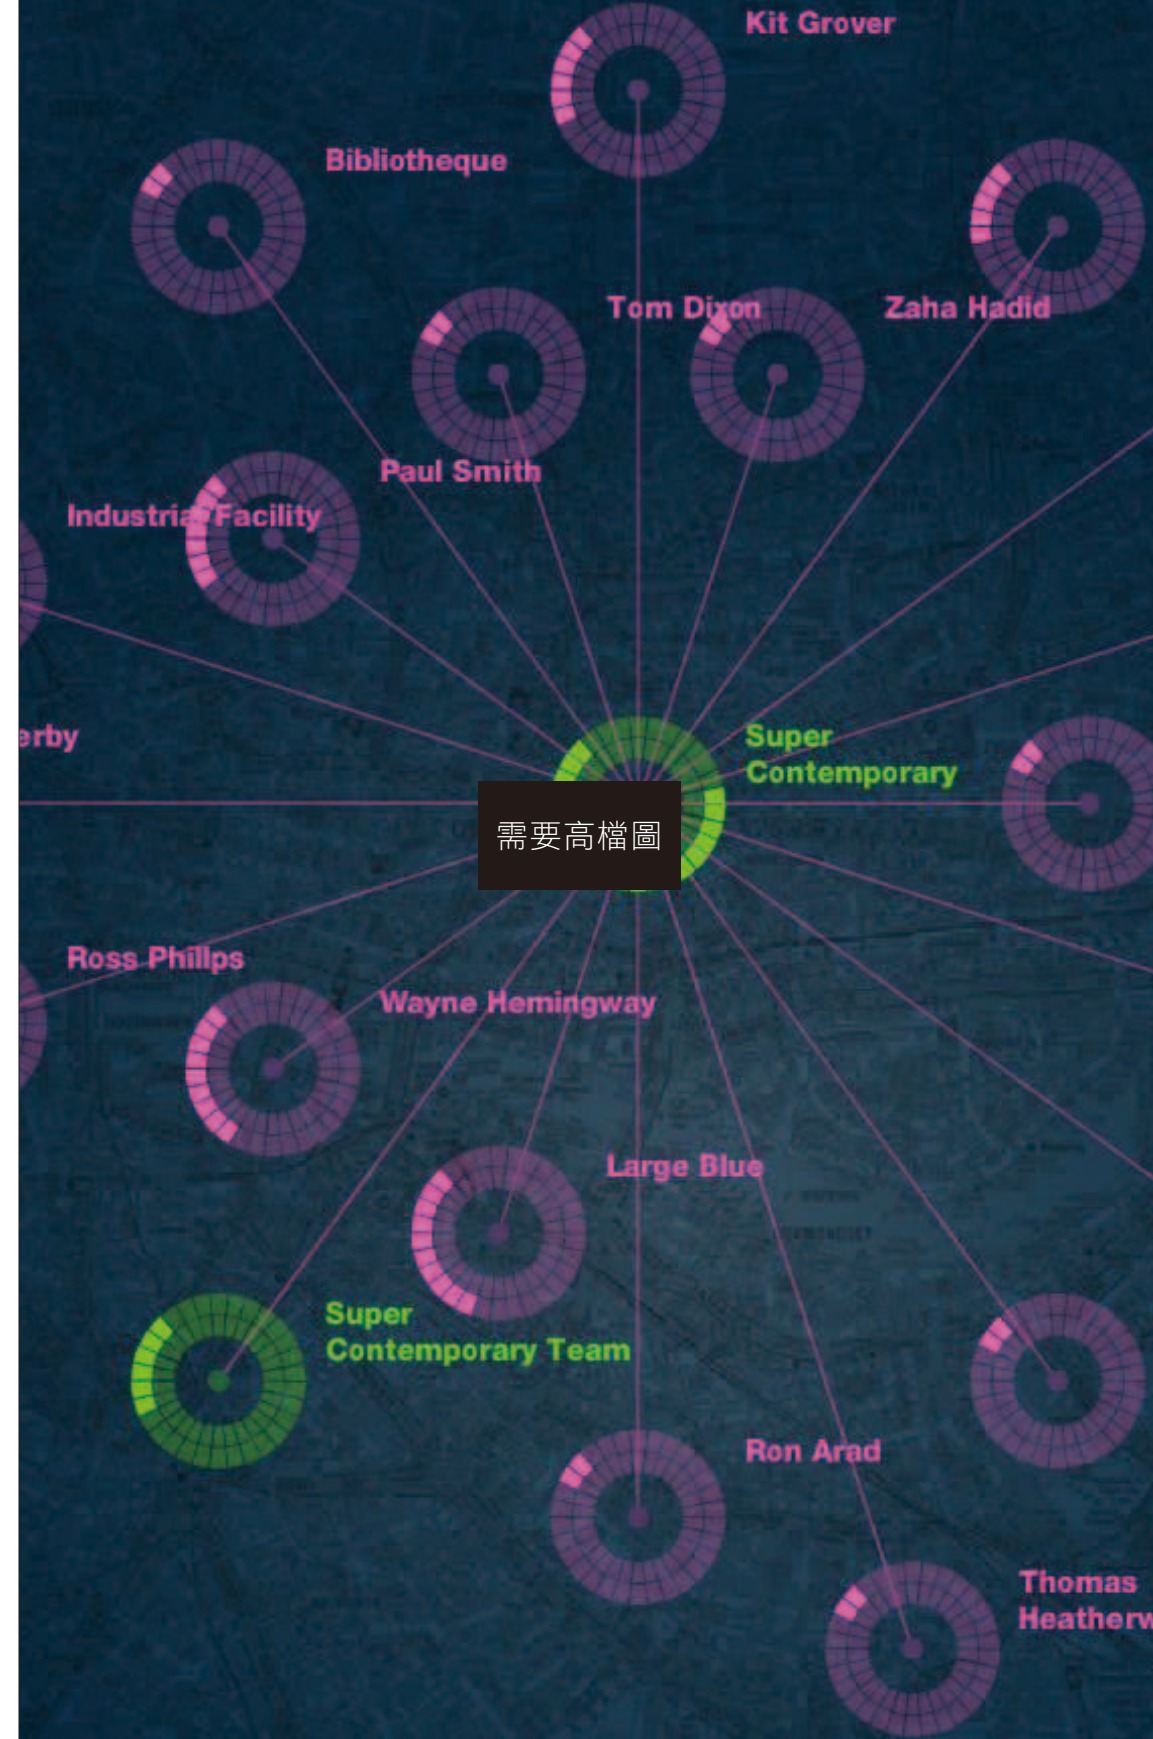 Kit Grover
Bibliotheque
Tom Dixon
Zaha Hadid
Paul Smith
Industrial Facility
erby
Super
Contemporary
需要高檔圖
Ross Phillps
Wayne Hemingway
Large Blue
Super
Contemporary Team
Ron Arad
Thomas
Heatherw